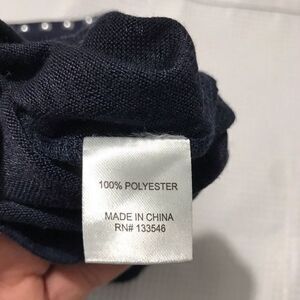 100% POLYESTER
MADE IN CHINA
RN# 133546